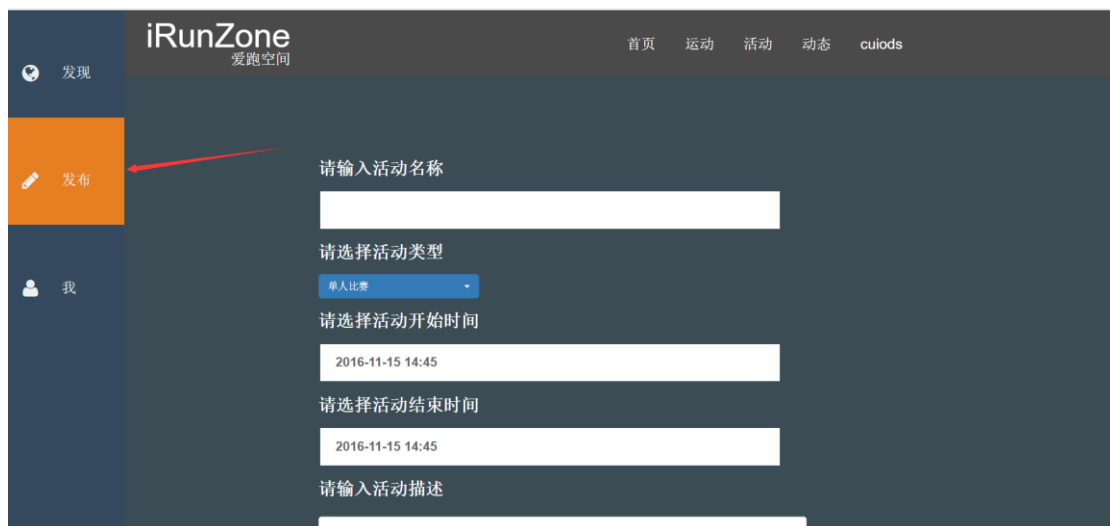 iRunZone
爱跑空间
首页 运动 活动 动态 cuiods
发现
发布
我
请输入活动名称
请选择活动类型
单人比赛
请选择活动开始时间
2016-11-15 14:45
请选择活动结束时间
2016-11-15 14:45
请输入活动描述